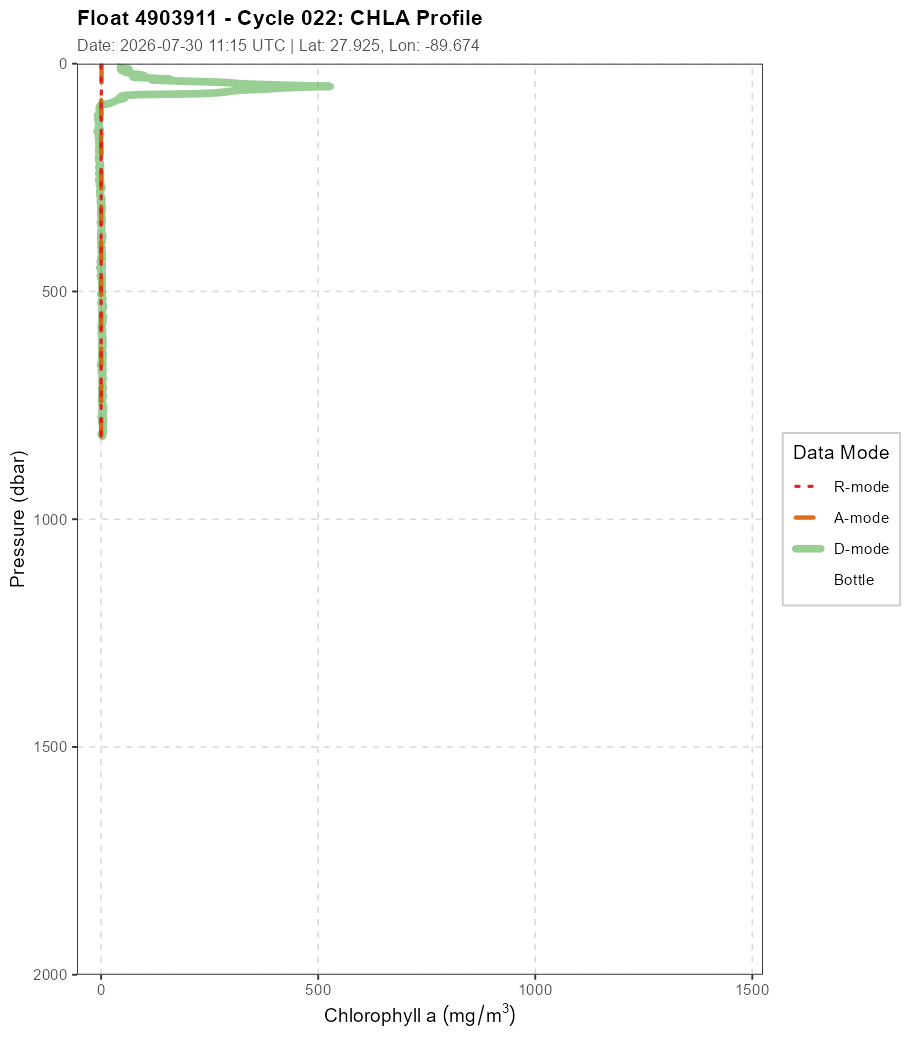 Float 4903911 - Cycle 022: CHLA Profile
Date: 2026-07-30 11:15 UTC | Lat: 27.925, Lon: -89.674
0
500
1000
1500
2000
Pressure (dbar)
0
500
1000
1500
Chlorophyll a (mg/m³)
Data Mode
R-mode
A-mode
D-mode
Bottle